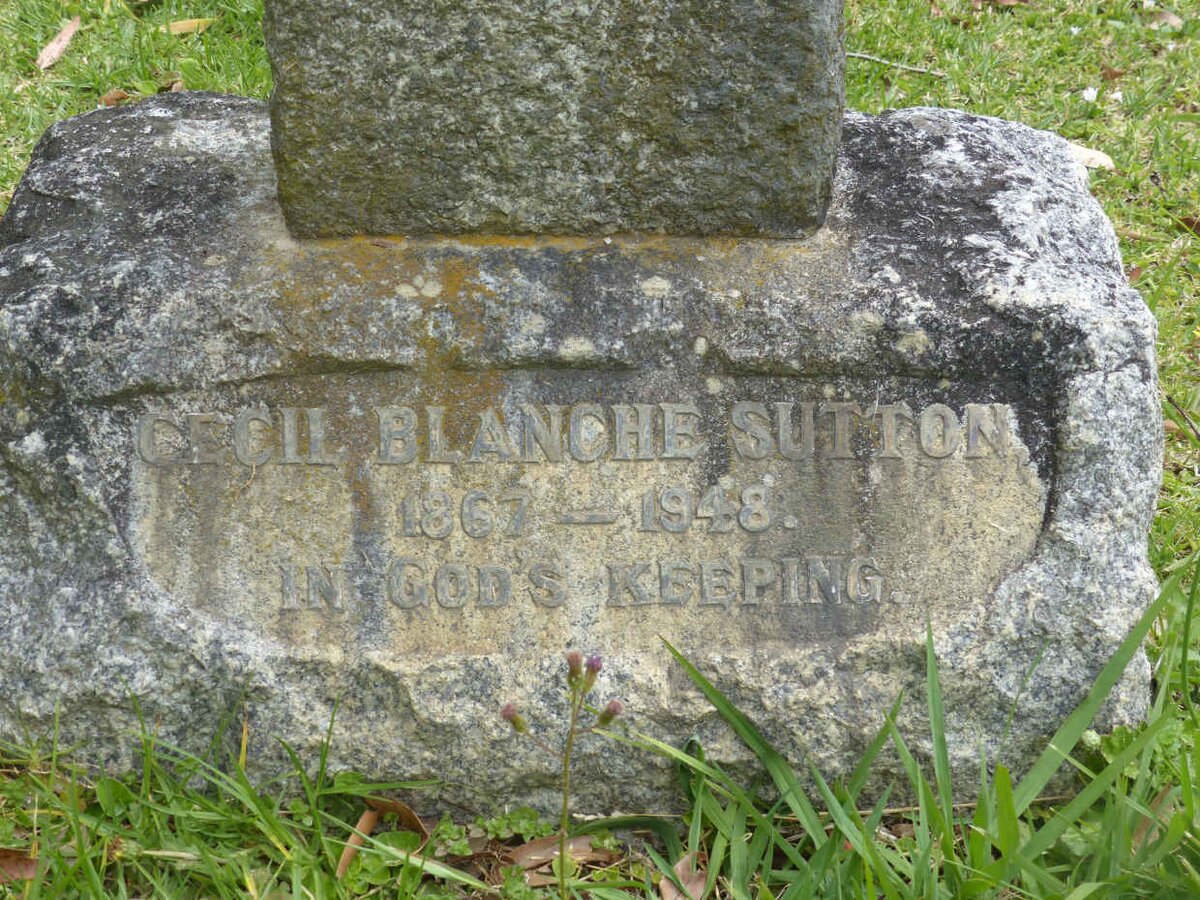 CECIL BLANCHE SUTTON,
1867 — 1948.
IN GOD'S KEEPING.